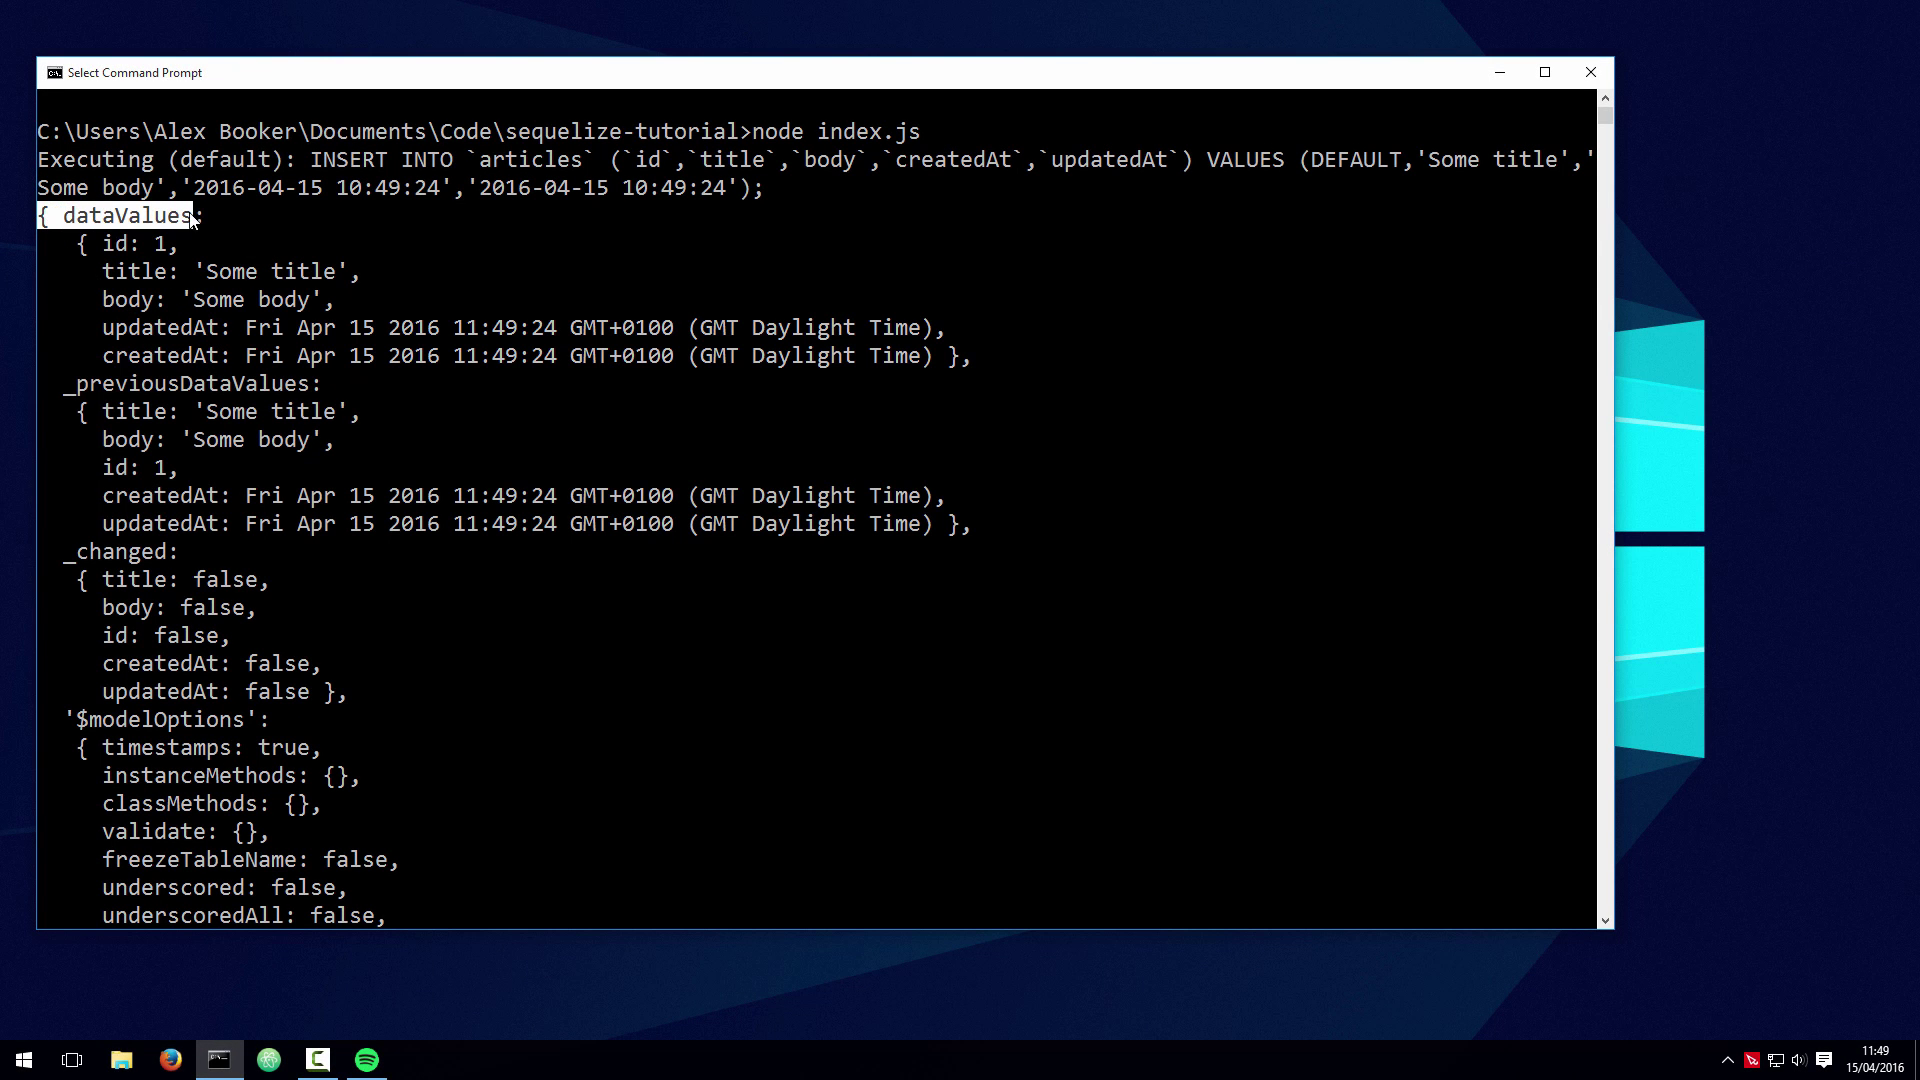 Select Command Prompt
C:\Users\Alex Booker\Documents\Code\sequelize-tutorial>node index.js
Executing (default): INSERT INTO `articles` (`id`,`title`,`body`,`createdAt`,`updatedAt`) VALUES (DEFAULT,'Some title','
Some body','2016-04-15 10:49:24','2016-04-15 10:49:24');
{ dataValues:
{ id: 1,
title: 'Some title',
body: 'Some body',
updatedAt: Fri Apr 15 2016 11:49:24 GMT+0100 (GMT Daylight Time),
createdAt: Fri Apr 15 2016 11:49:24 GMT+0100 (GMT Daylight Time) },
_previousDataValues:
{ title: 'Some title',
body: 'Some body',
id: 1,
createdAt: Fri Apr 15 2016 11:49:24 GMT+0100 (GMT Daylight Time),
updatedAt: Fri Apr 15 2016 11:49:24 GMT+0100 (GMT Daylight Time) },
_changed:
{ title: false,
body: false,
id: false,
createdAt: false,
updatedAt: false },
'$modelOptions':
{ timestamps: true,
instanceMethods: {},
classMethods: {},
validate: {},
freezeTableName: false,
underscored: false,
underscoredAll: false,
11:49
15/04/2016